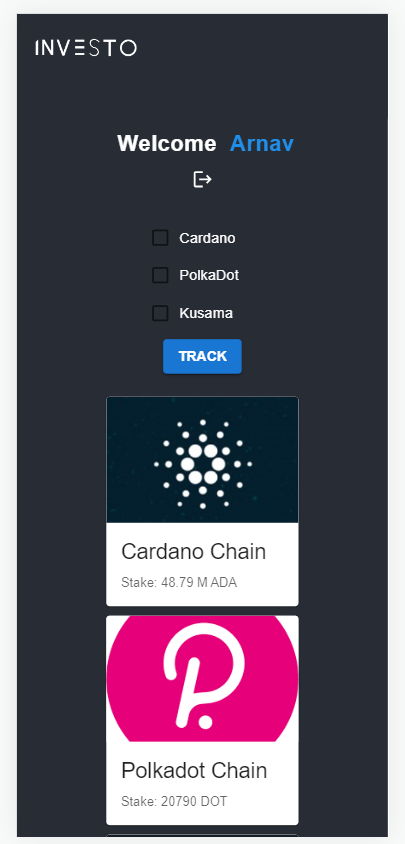 INVESTO
Welcome Arnav
Cardano
PolkaDot
Kusama
TRACK
Cardano Chain
Stake: 48.79 M ADA
Polkadot Chain
Stake: 20790 DOT